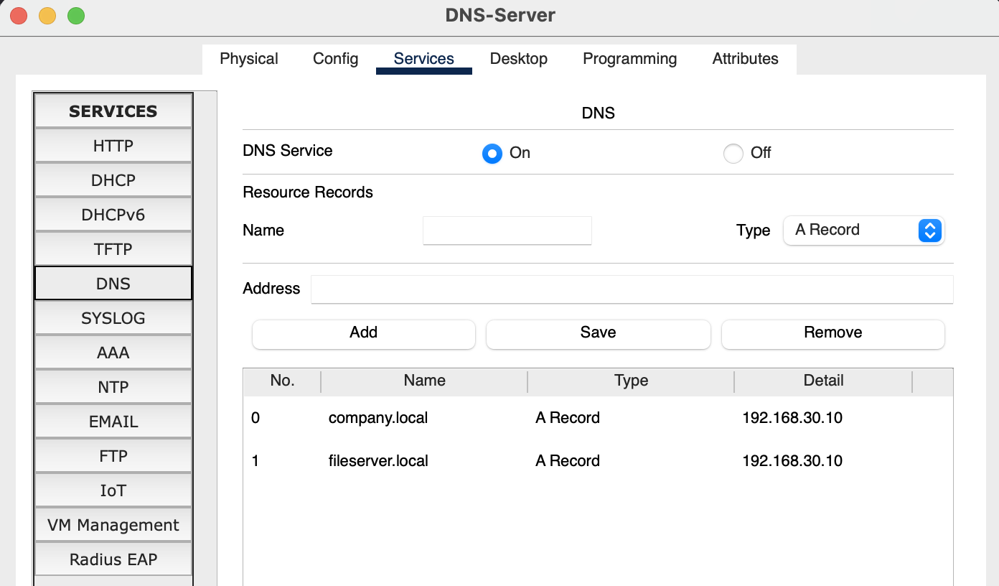 DNS-Server
Physical Config Services Desktop Programming Attributes
SERVICES
HTTP
DHCP
DHCPv6
TFTP
DNS
SYSLOG
AAA
NTP
EMAIL
FTP
IoT
VM Management
Radius EAP
DNS
DNS Service On Off
Resource Records
Name Type A Record
Address
Add Save Remove
No. Name Type Detail
0 company.local A Record 192.168.30.10
1 fileserver.local A Record 192.168.30.10